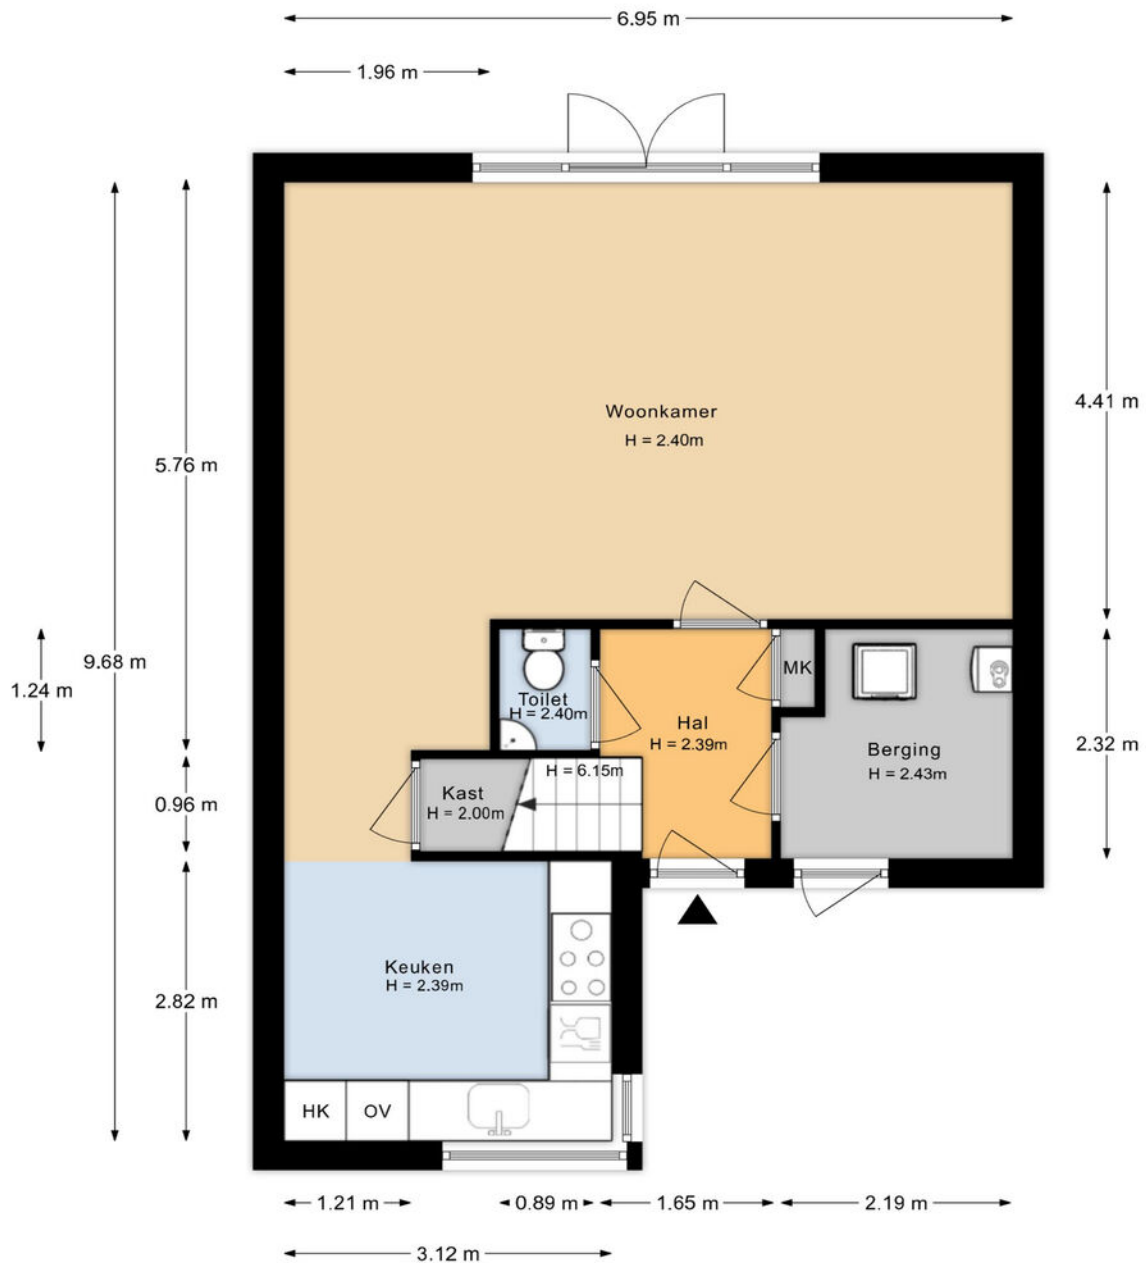 6.95 m
1.96 m
Woonkamer
H = 2.40m
4.41 m
5.76 m
9.68 m
1.24 m
Toilet
H = 2.40m
MK
Hal
H = 2.39m
Berging
H = 2.43m
2.32 m
H = 6.15m
Kast
H = 2.00m
0.96 m
Keuken
H = 2.39m
2.82 m
HK
OV
1.21 m
0.89 m
1.65 m
2.19 m
3.12 m